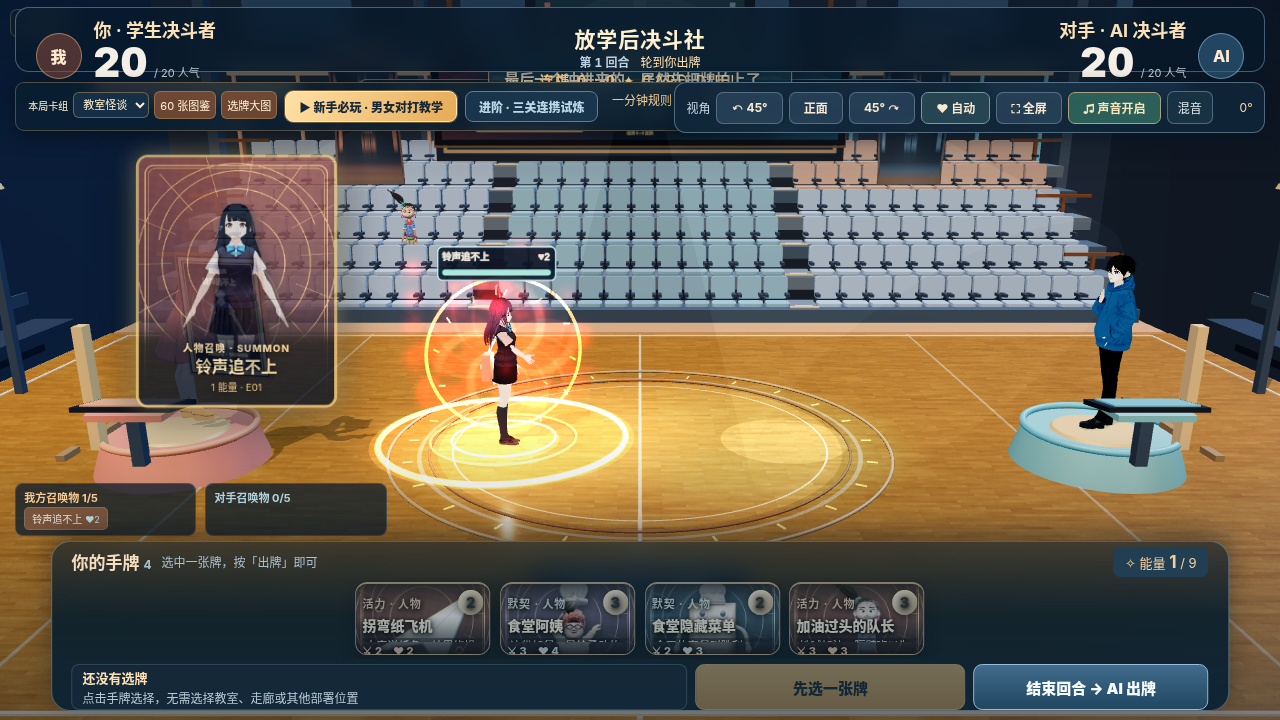 我
你 · 学生决斗者
20 / 20 人气
放学后决斗社
第 1 回合 轮到你出牌
对手 · AI 决斗者
20 / 20 人气
AI
本局卡组
教室怪谈
60 张图鉴
选牌大图
▶ 新手必玩 · 男女对打教学
进阶 · 三关连携试炼
一分钟规则
视角
↶ 45°
正面
45° ↷
♥ 自动
⛶ 全屏
♫ 声音开启
混音
0°
铃声追不上 ♥2
人物召唤 · SUMMON
铃声追不上
1 能量 · E01
我方召唤物 1/5
铃声追不上 ♥2
对手召唤物 0/5
你的手牌 4 选中一张牌，按「出牌」即可
✧ 能量 1 / 9
活力 · 人物 2
拐弯纸飞机
⚔ 2 ♥ 2
默契 · 人物 3
食堂阿姨
⚔ 3 ♥ 4
默契 · 人物 2
食堂隐藏菜单
⚔ 2 ♥ 3
活力 · 人物 3
加油过头的队长
⚔ 3 ♥ 3
还没有选牌
点击手牌选择，无需选择教室、走廊或其他部署位置
先选一张牌
结束回合 → AI 出牌